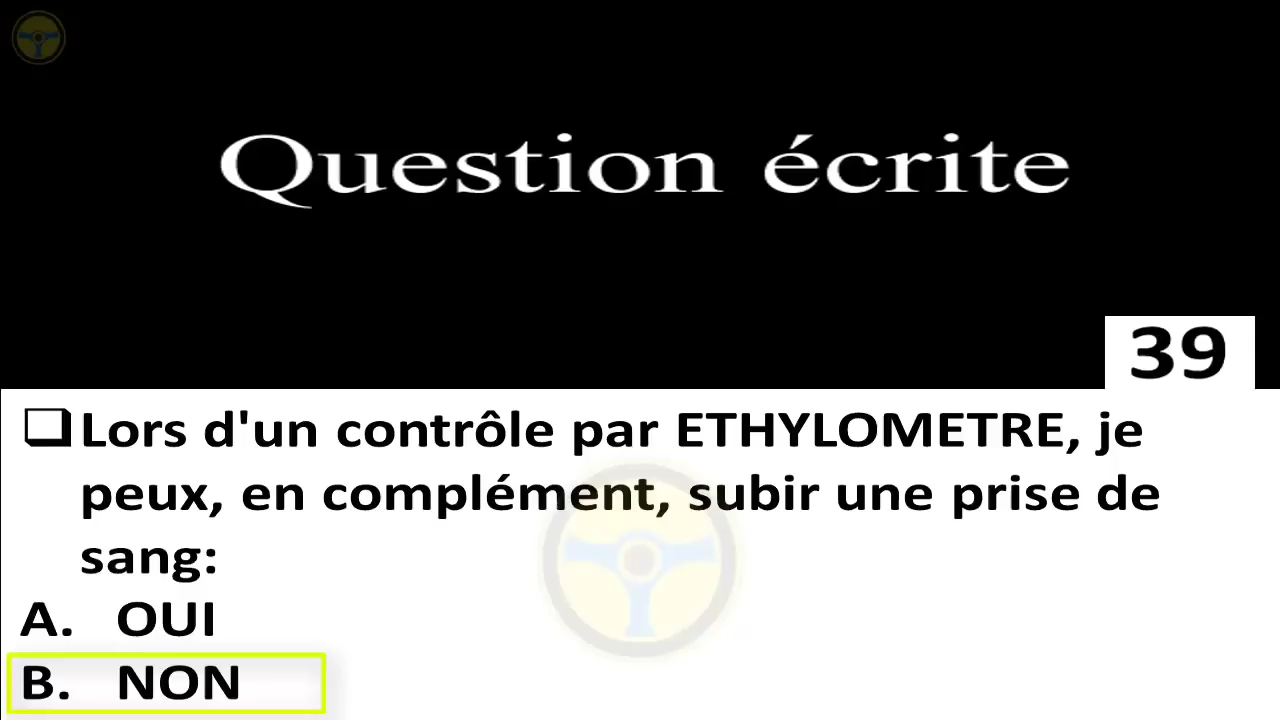 Question écrite
39
❑Lors d'un contrôle par ETHYLOMETRE, je
peux, en complément, subir une prise de
sang:
A. OUI
B. NON